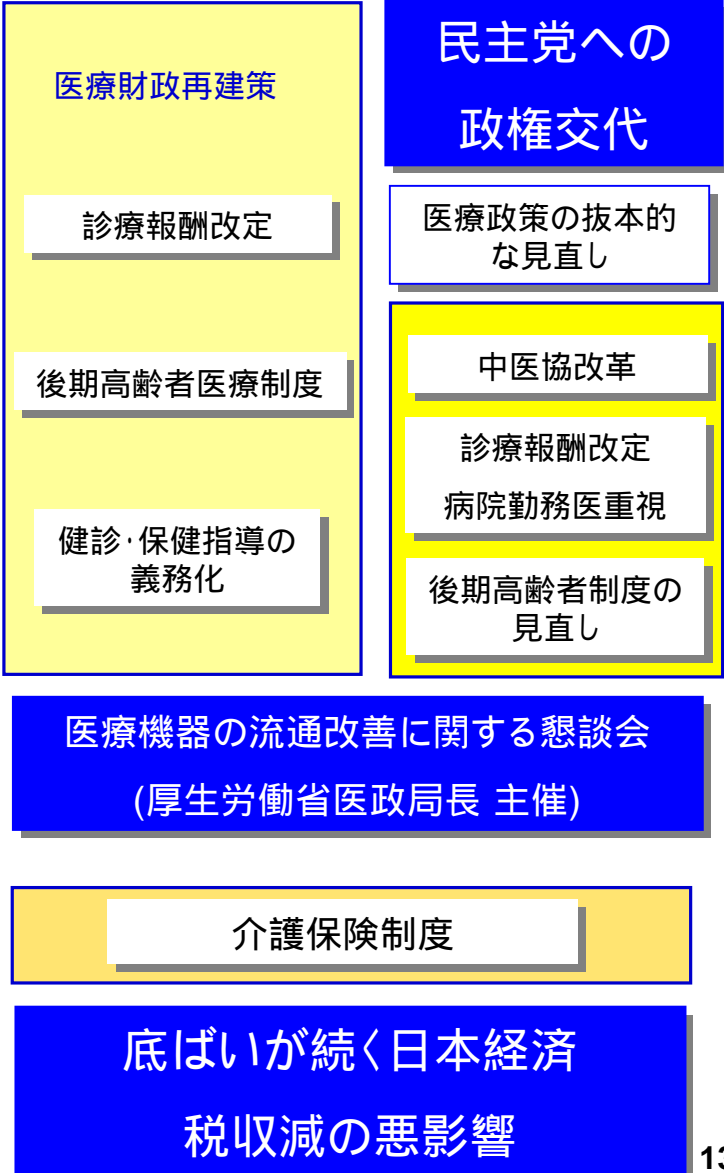 医療財政再建策
診療報酬改定
後期高齢者医療制度
健診・保健指導の
義務化
民主党への
政権交代
医療政策の抜本的
な見直し
中医協改革
診療報酬改定
病院勤務医重視
後期高齢者制度の
見直し
医療機器の流通改善に関する懇談会
(厚生労働省医政局長 主催)
介護保険制度
底ばいが続く日本経済
税収減の悪影響